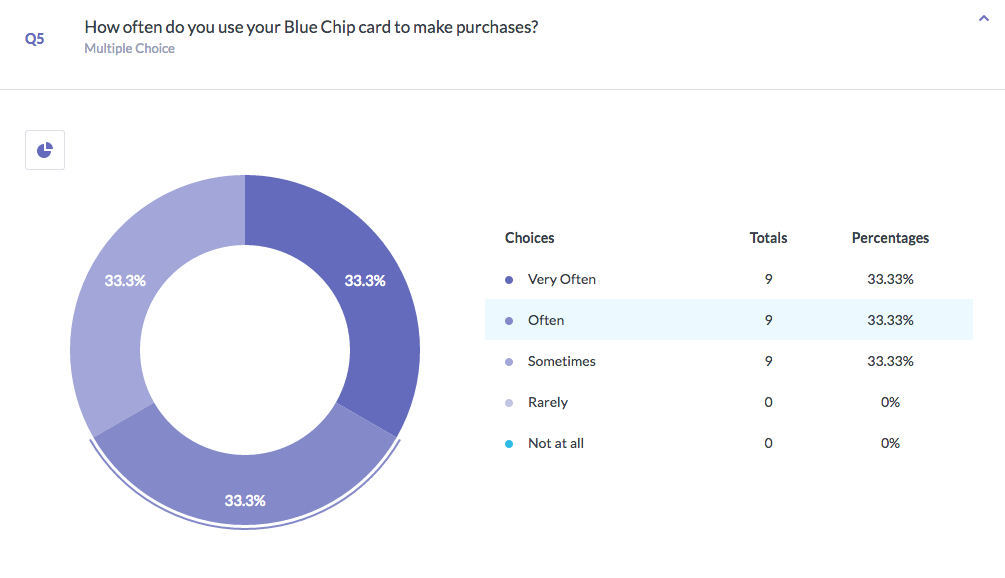 Q5
How often do you use your Blue Chip card to make purchases?
Multiple Choice
33.3%
33.3%
33.3%
Choices Totals Percentages
Very Often 9 33.33%
Often 9 33.33%
Sometimes 9 33.33%
Rarely 0 0%
Not at all 0 0%